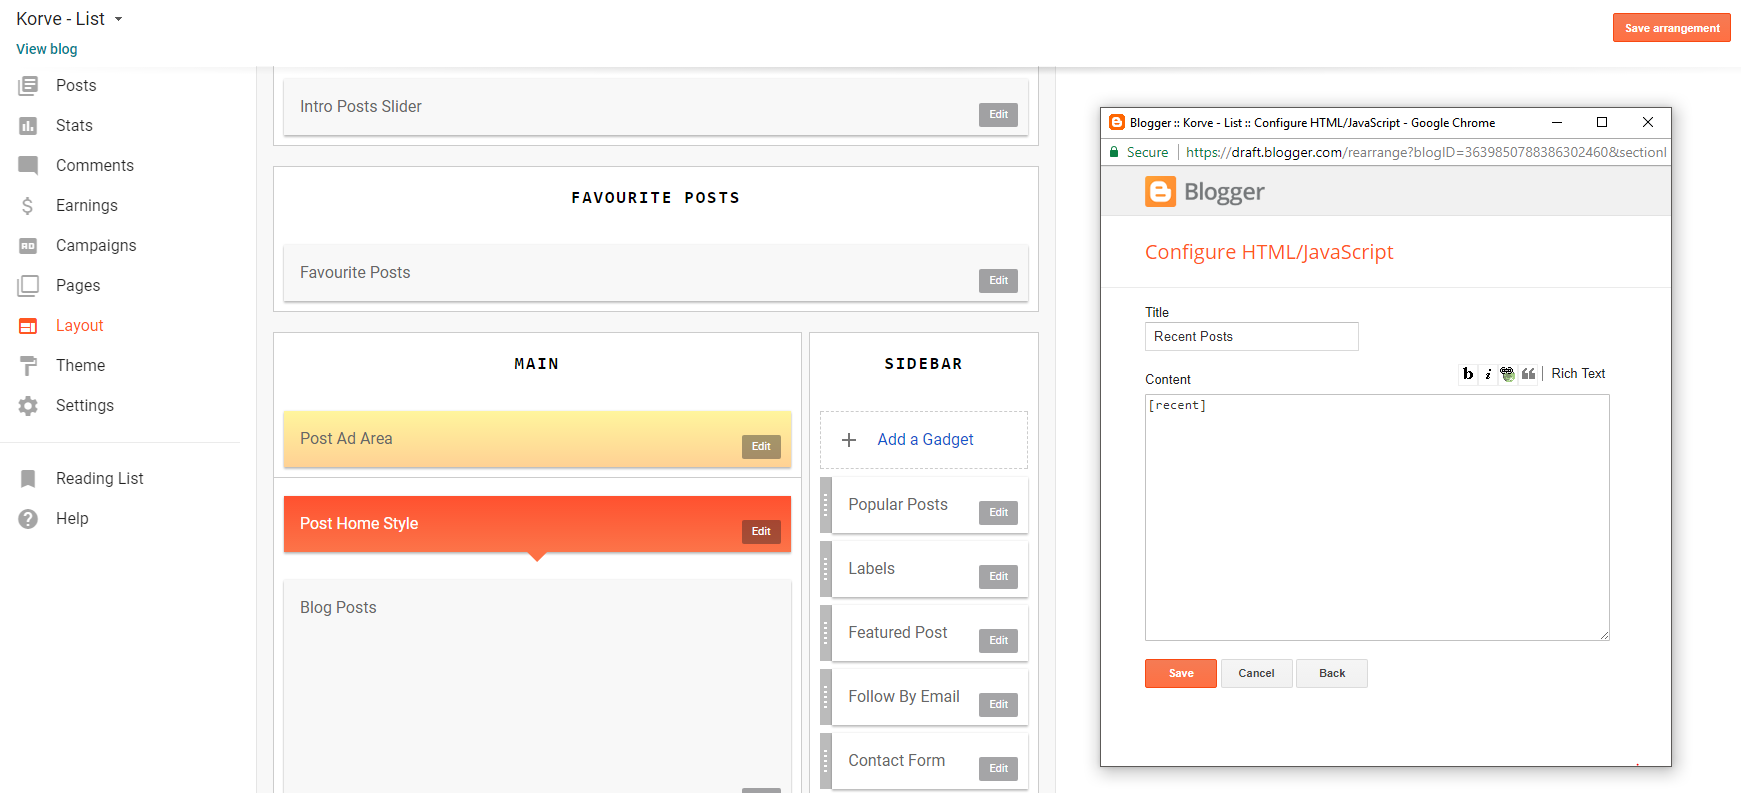 Korve - List
View blog
Save arrangement
Posts
Stats
Comments
Earnings
Campaigns
Pages
Layout
Theme
Settings
Reading List
Help
Intro Posts Slider
Edit
FAVOURITE POSTS
Favourite Posts
Edit
MAIN
Post Ad Area
Edit
Post Home Style
Edit
Blog Posts
SIDEBAR
Add a Gadget
Popular Posts
Edit
Labels
Edit
Featured Post
Edit
Follow By Email
Edit
Contact Form
Edit
Blogger :: Korve - List :: Configure HTML/JavaScript - Google Chrome
Secure | https://draft.blogger.com/rearrange?blogID=3639850788386302460&sectionI
Blogger
Configure HTML/JavaScript
Title
Recent Posts
Content
b i | Rich Text
[recent]
Save Cancel Back